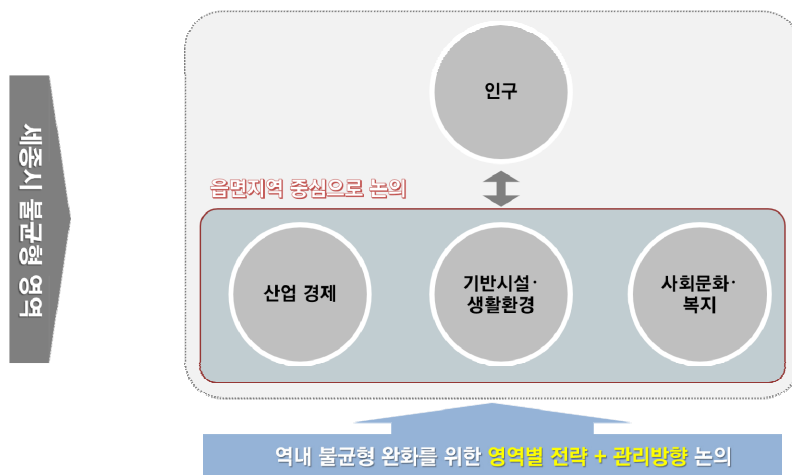 세종시 불균형 영역
인구
읍면지역 중심으로 논의
산업 경제
기반시설·
생활환경
사회문화·
복지
역내 불균형 완화를 위한 영역별 전략 + 관리방향 논의